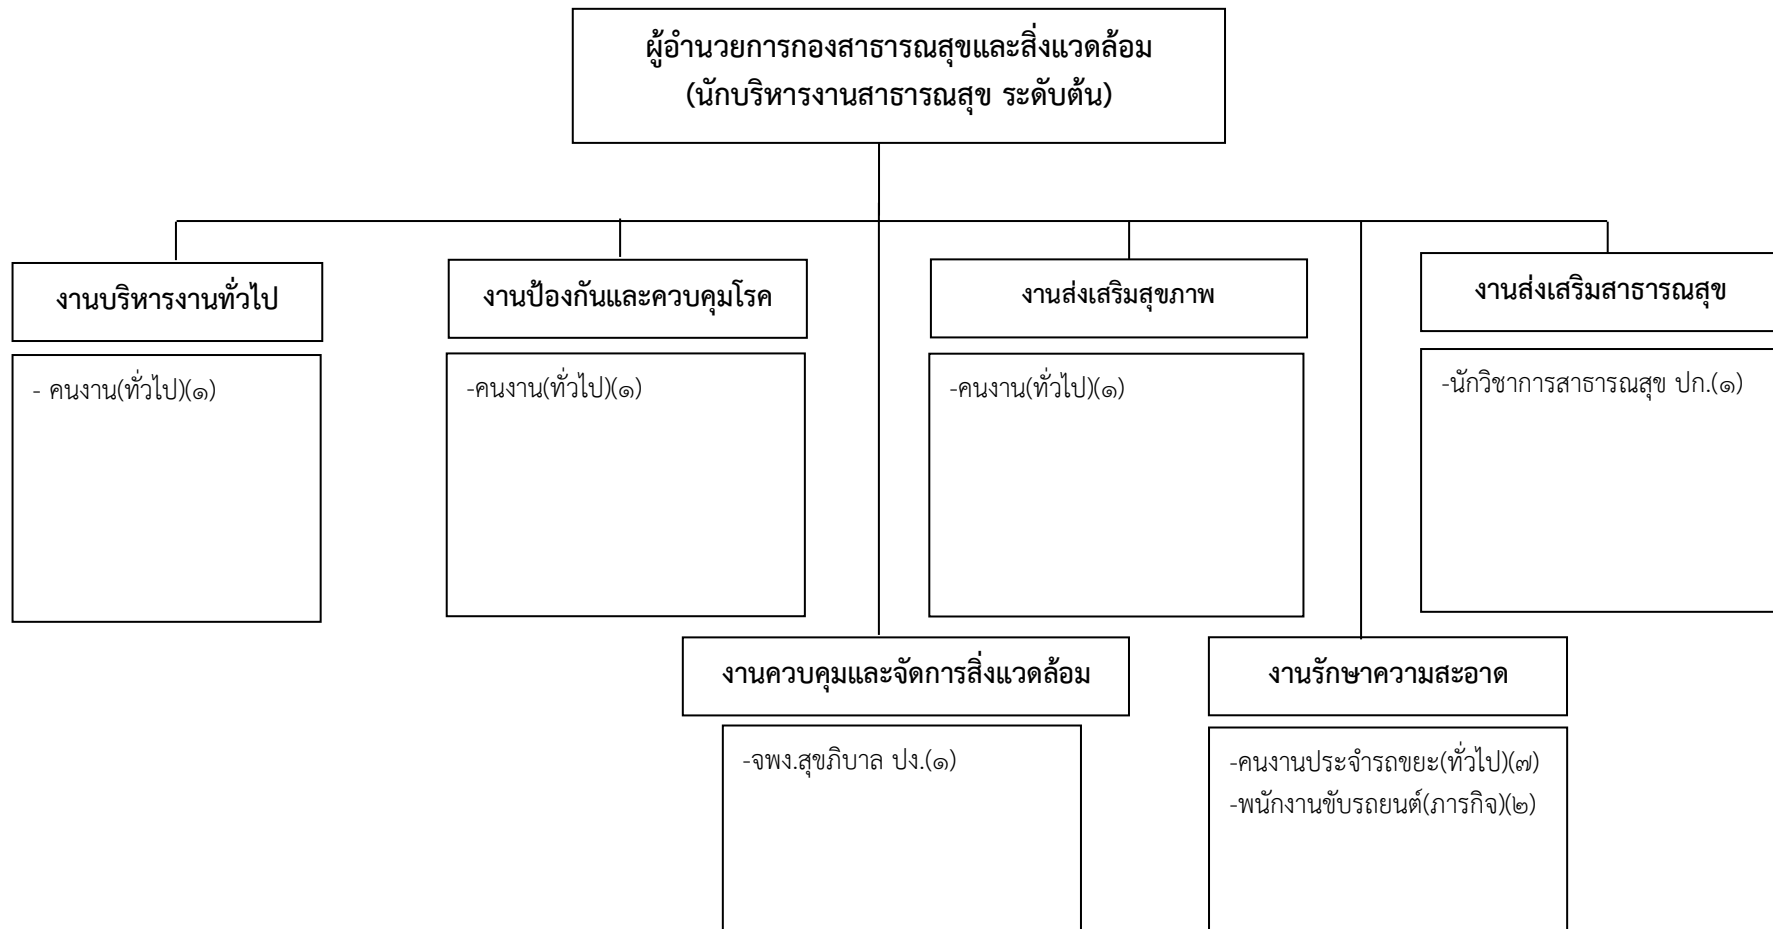 ผู้อำนวยการกองสาธารณสุขและสิ่งแวดล้อม
(นักบริหารงานสาธารณสุข ระดับต้น)
งานบริหารงานทั่วไป
- คนงาน(ทั่วไป)(๑)
งานป้องกันและควบคุมโรค
-คนงาน(ทั่วไป)(๑)
งานส่งเสริมสุขภาพ
-คนงาน(ทั่วไป)(๑)
งานส่งเสริมสาธารณสุข
-นักวิชาการสาธารณสุข ปก.(๑)
งานควบคุมและจัดการสิ่งแวดล้อม
-จพง.สุขภิบาล ปง.(๑)
งานรักษาความสะอาด
-คนงานประจำรถขยะ(ทั่วไป)(๗)
-พนักงานขับรถยนต์(ภารกิจ)(๒)